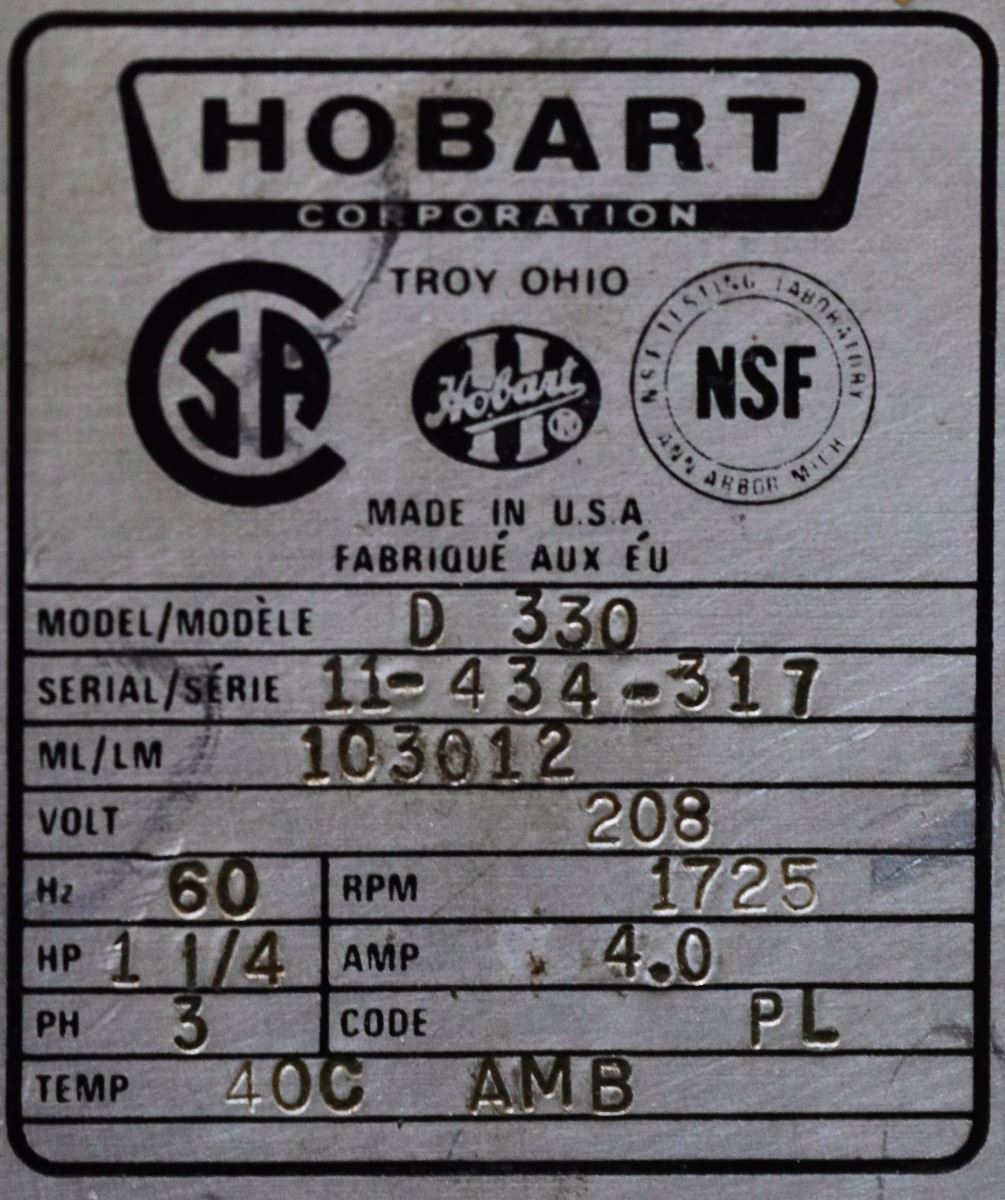 HOBART
CORPORATION
TROY OHIO
SA
Hobart
®
NSF TESTING LABORATORY
NSF
ANN ARBOR MICH
MADE IN U.S.A
FABRIQUÉ AUX ÉU
MODEL/MODÈLE D 330
SERIAL/SÉRIE 11-434-317
ML/LM 103012
VOLT 208
Hz 60 RPM 1725
HP 1 1/4 AMP 4.0
PH 3 CODE PL
TEMP 40C AMB